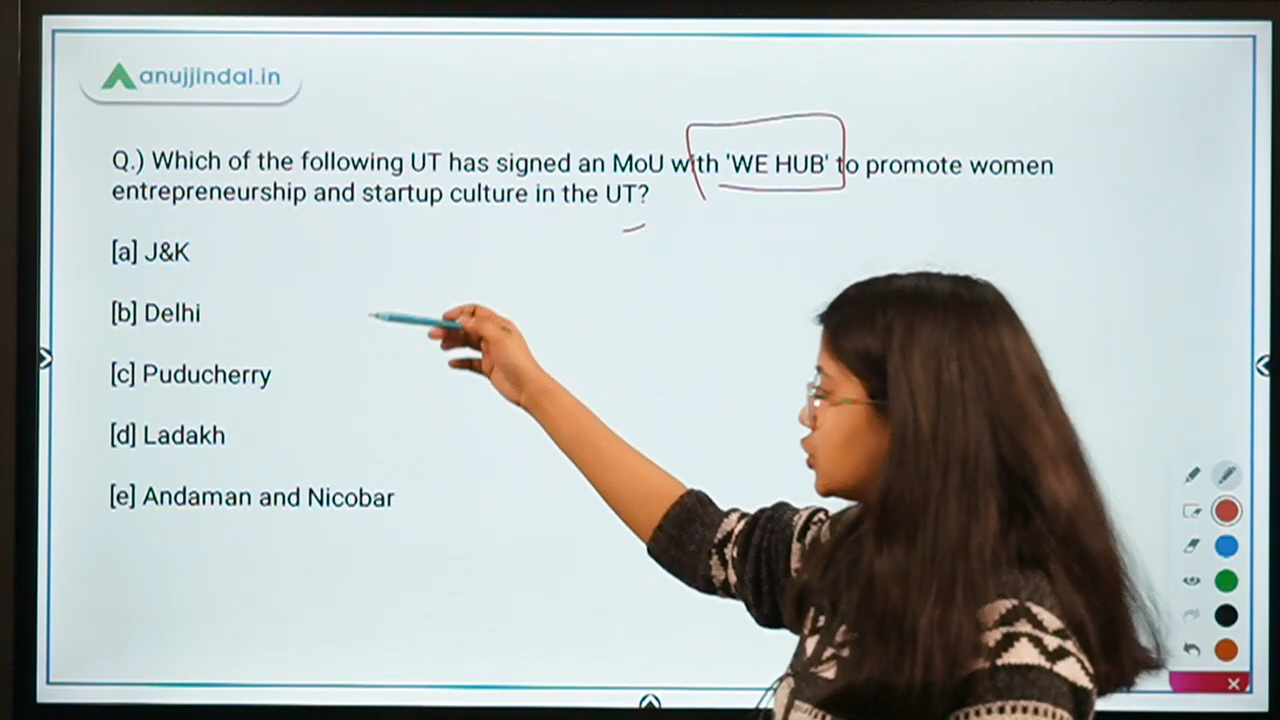 anujjindal.in
Q.) Which of the following UT has signed an MoU with 'WE HUB' to promote women
entrepreneurship and startup culture in the UT?
[a] J&K
[b] Delhi
[c] Puducherry
[d] Ladakh
[e] Andaman and Nicobar